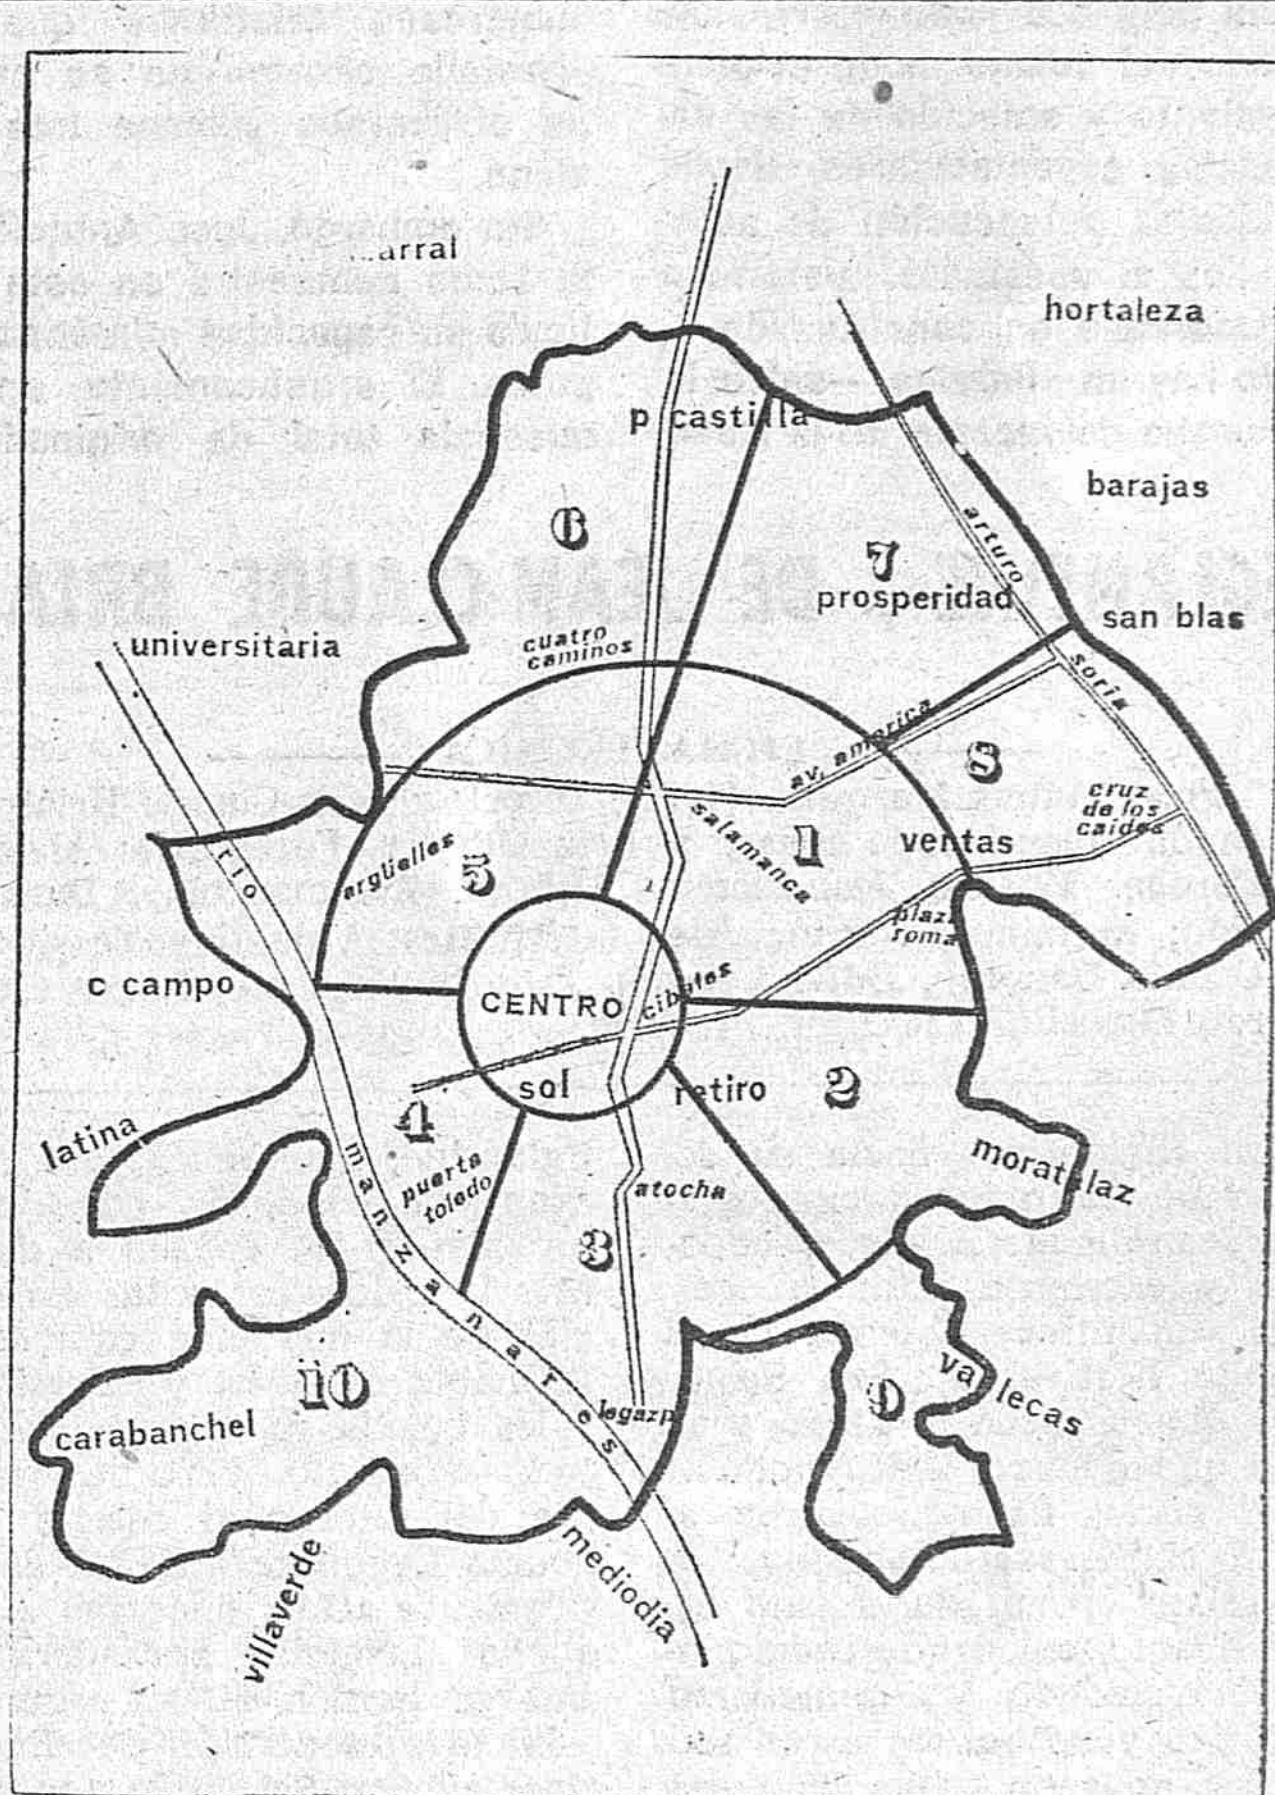 arral
hortaleza
p castilla
barajas
6
7
arturo
prosperidad
san blas
universitaria
cuatro
caminos
soria
av. america
8
cruz
de los
caidos
salamanca
1
ventas
argüelles
5
rio
plaza
roma
c campo
CENTRO
cibeles
sol
retiro
2
4
latina
manzanares
moratalaz
puerta
toledo
atocha
3
vallecas
10
9
legazpi
carabanchel
mediodia
villaverde